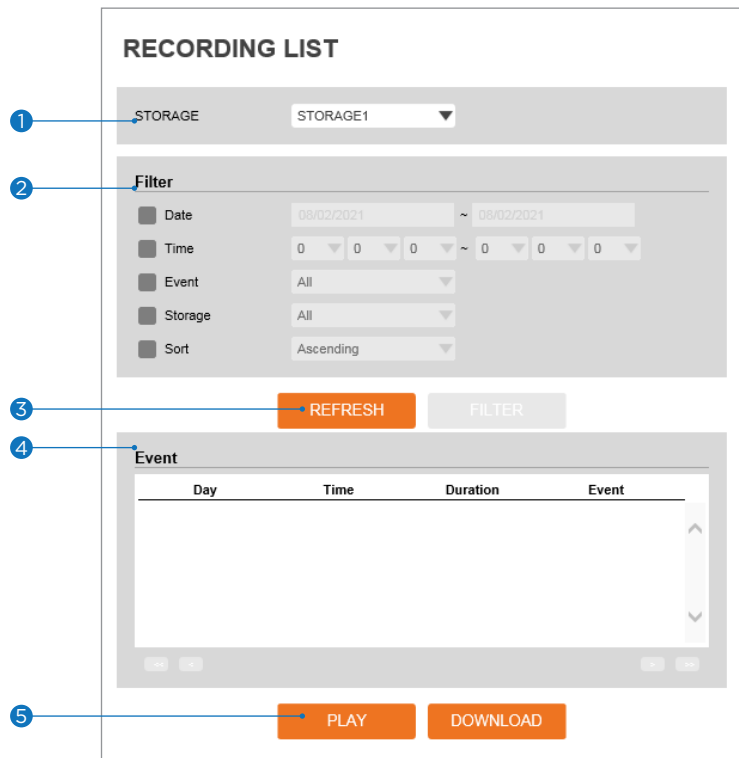 RECORDING LIST
1 STORAGE STORAGE1
2 Filter
Date 08/02/2021 ~ 08/02/2021
Time 0 0 0 ~ 0 0 0
Event All
Storage All
Sort Ascending
3 REFRESH FILTER
4 Event
Day Time Duration Event
<< < > >>
5 PLAY DOWNLOAD